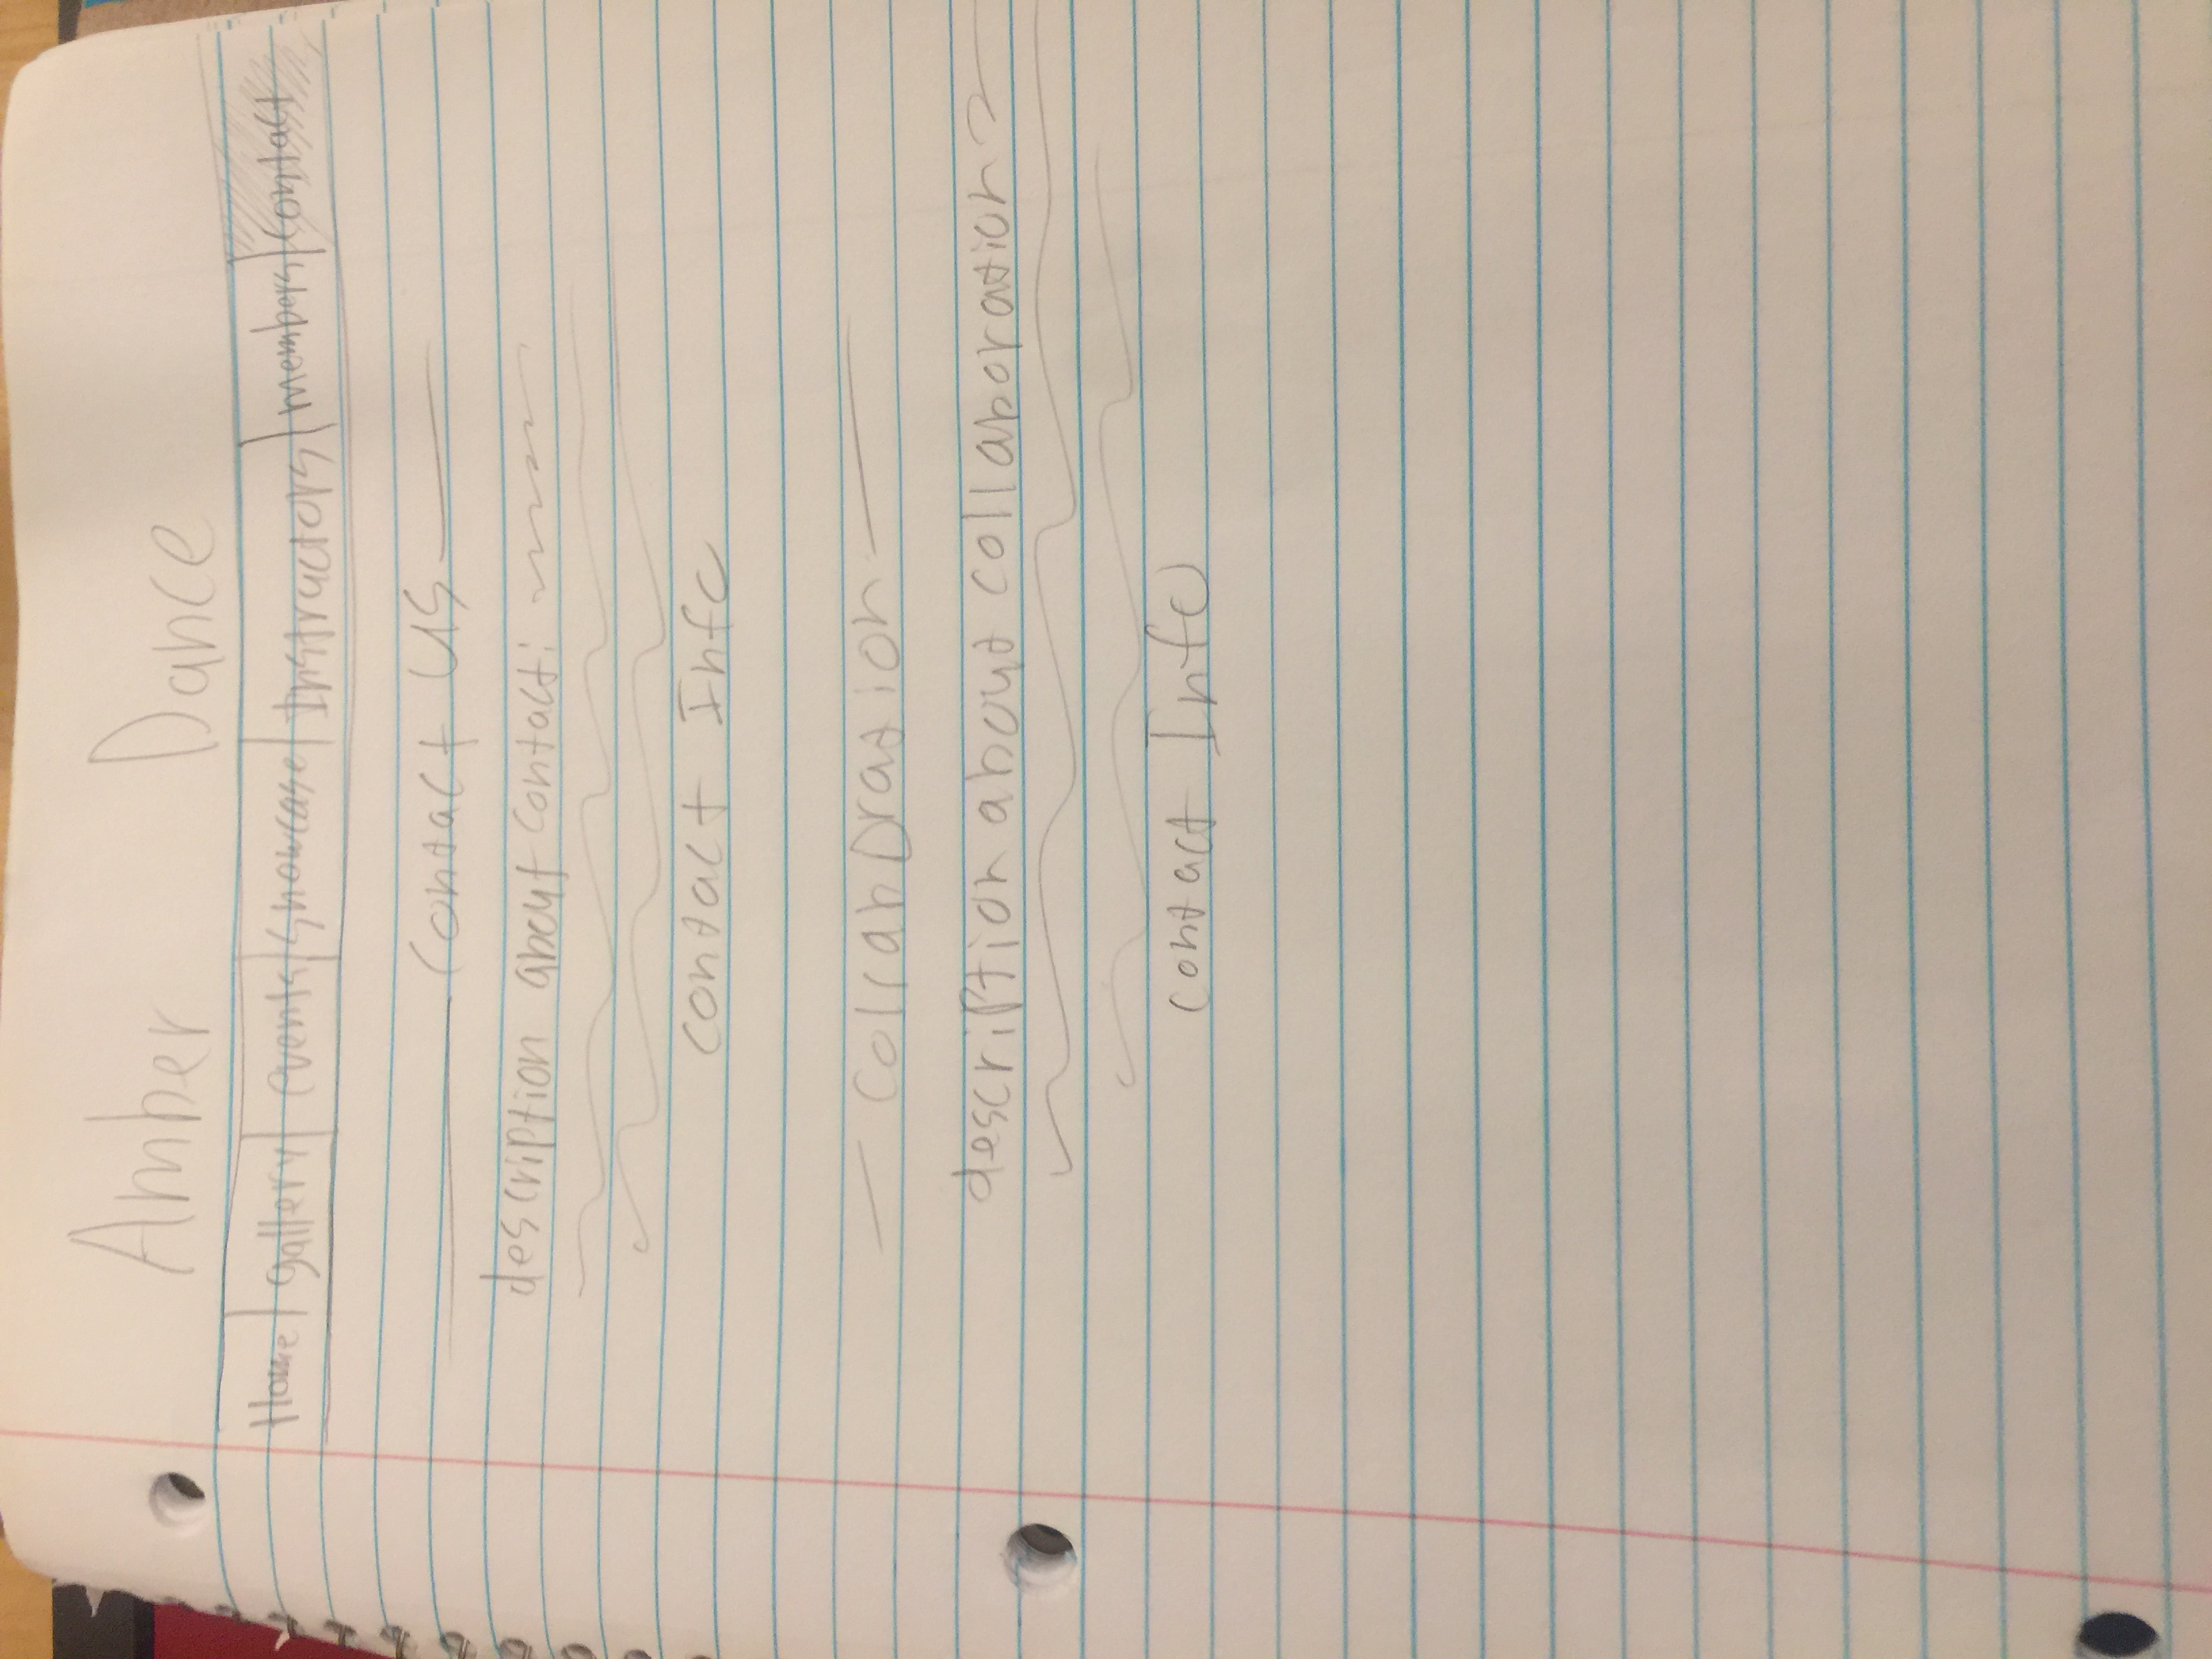 Amber Dance
Home gallery events showcase Instructors members contact
contact US
description about contact:
contact Info
collaboration
description about collaboration
contact Info